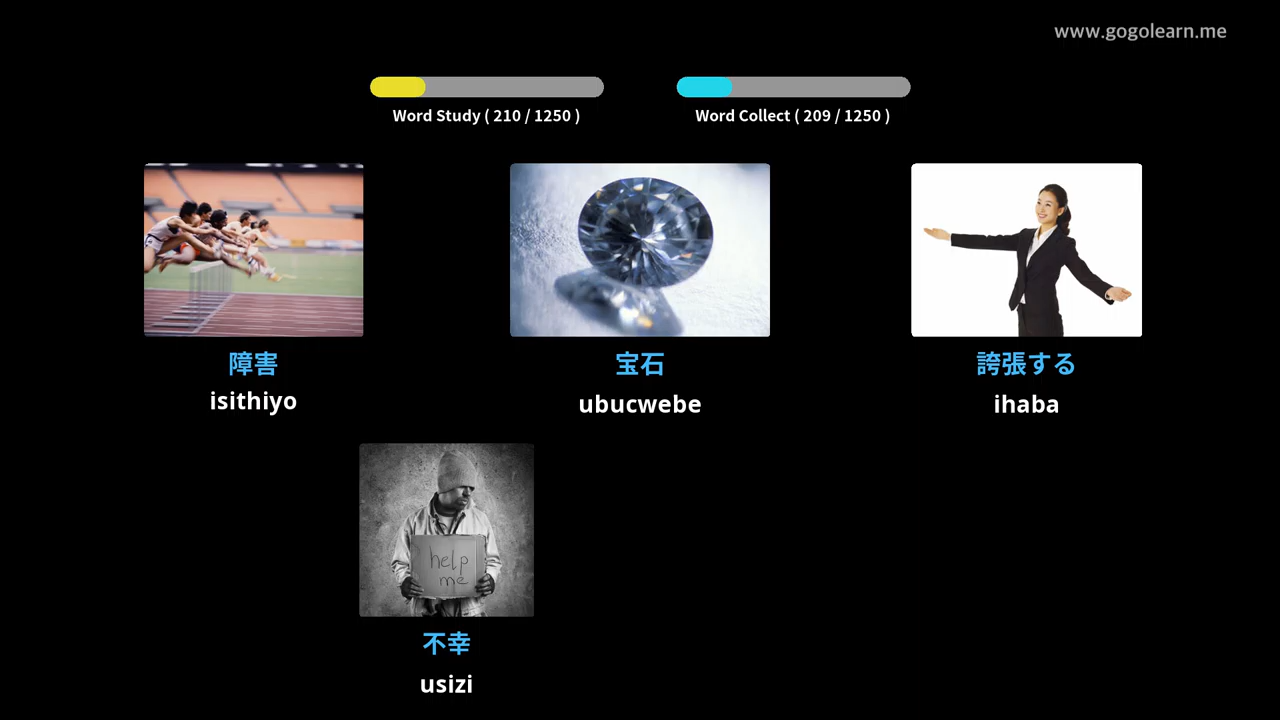 www.gogolearn.me
Word Study ( 210 / 1250 )
Word Collect ( 209 / 1250 )
障害
isithiyo
宝石
ubucwebe
誇張する
ihaba
help
me
不幸
usizi